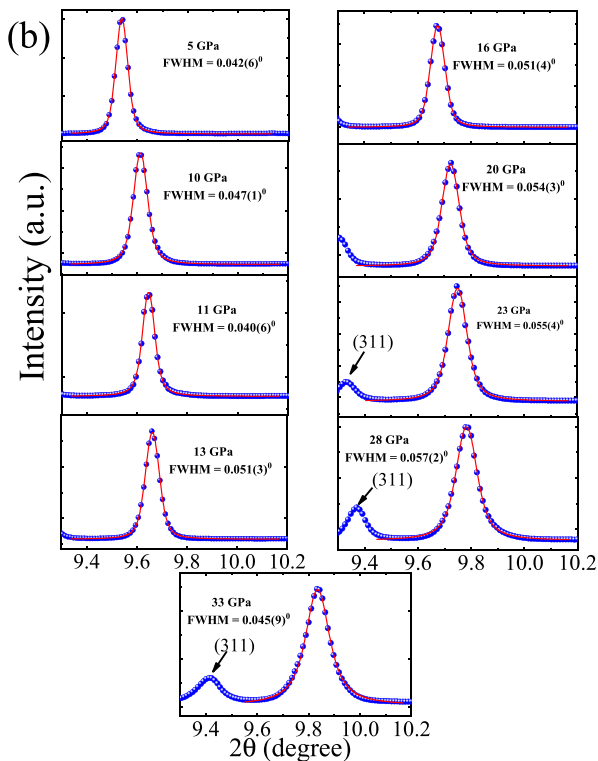 (b)
Intensity (a.u.)
5 GPa
FWHM = 0.042(6)⁰
10 GPa
FWHM = 0.047(1)⁰
11 GPa
FWHM = 0.040(6)⁰
13 GPa
FWHM = 0.051(3)⁰
9.4 9.6 9.8 10.0 10.2
16 GPa
FWHM = 0.051(4)⁰
20 GPa
FWHM = 0.054(3)⁰
23 GPa
FWHM = 0.055(4)⁰
(311)
28 GPa
FWHM = 0.057(2)⁰
(311)
9.4 9.6 9.8 10.0 10.2
33 GPa
FWHM = 0.045(9)⁰
(311)
9.4 9.6 9.8 10.0 10.2
2θ (degree)